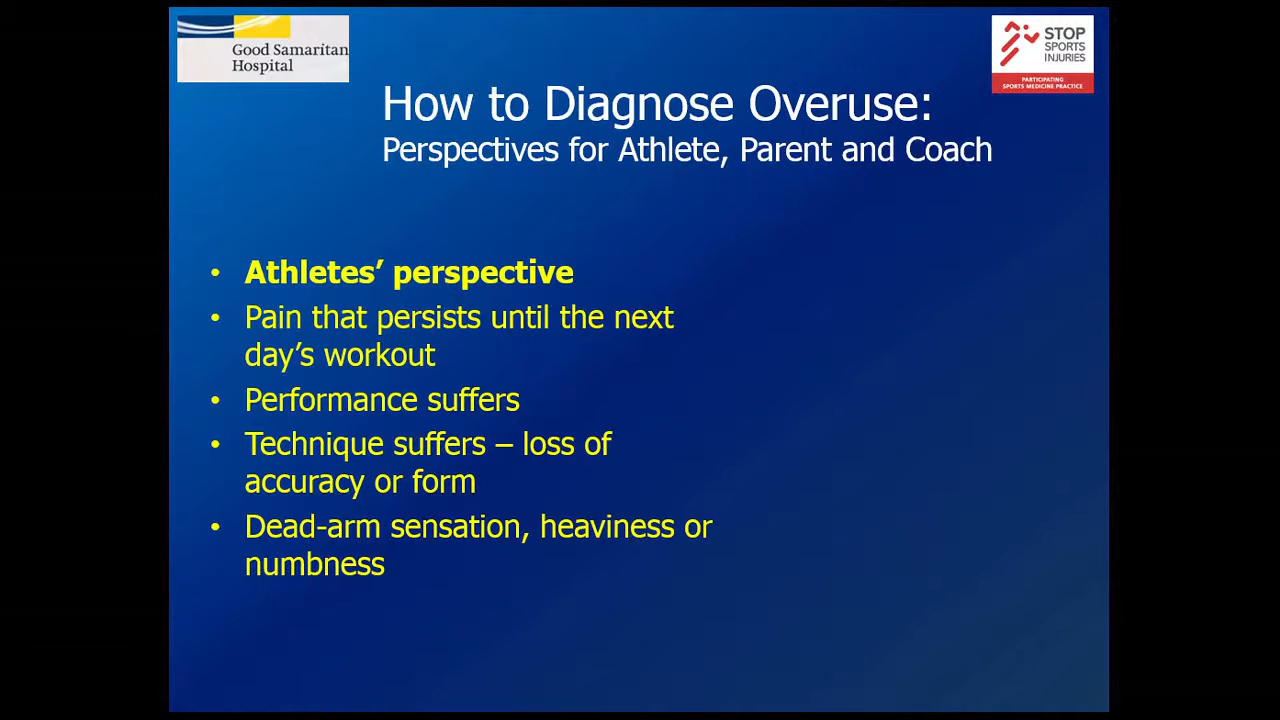 Good Samaritan
Hospital
STOP
SPORTS
INJURIES
PARTICIPATING
SPORTS MEDICINE PRACTICE
How to Diagnose Overuse:
Perspectives for Athlete, Parent and Coach
• Athletes’ perspective
• Pain that persists until the next
day’s workout
• Performance suffers
• Technique suffers – loss of
accuracy or form
• Dead-arm sensation, heaviness or
numbness